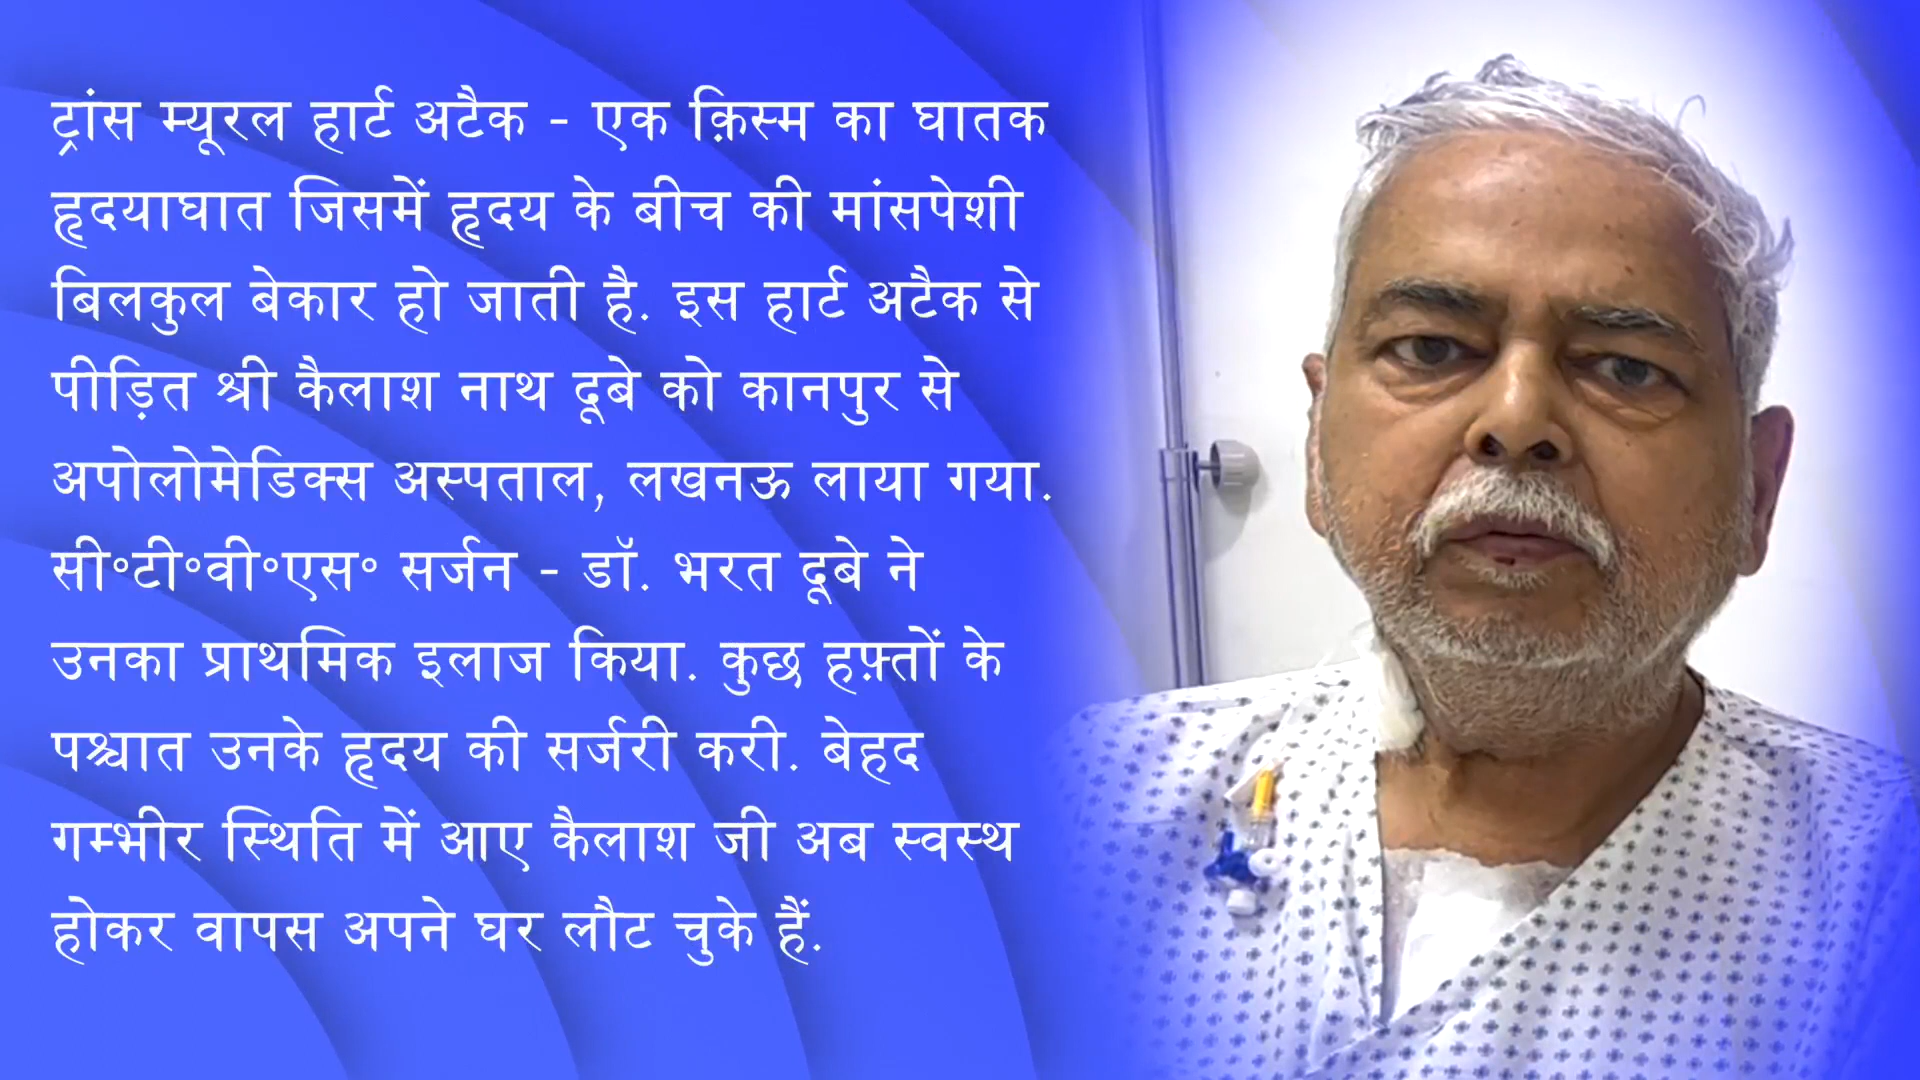 ट्रांस म्यूरल हार्ट अटैक - एक क़िस्म का घातक
हृदयाघात जिसमें हृदय के बीच की मांसपेशी
बिलकुल बेकार हो जाती है. इस हार्ट अटैक से
पीड़ित श्री कैलाश नाथ दूबे को कानपुर से
अपोलोमेडिक्स अस्पताल, लखनऊ लाया गया.
सी॰टी॰वी॰एस॰ सर्जन - डॉ. भरत दूबे ने
उनका प्राथमिक इलाज किया. कुछ हफ़्तों के
पश्चात उनके हृदय की सर्जरी करी. बेहद
गम्भीर स्थिति में आए कैलाश जी अब स्वस्थ
होकर वापस अपने घर लौट चुके हैं.